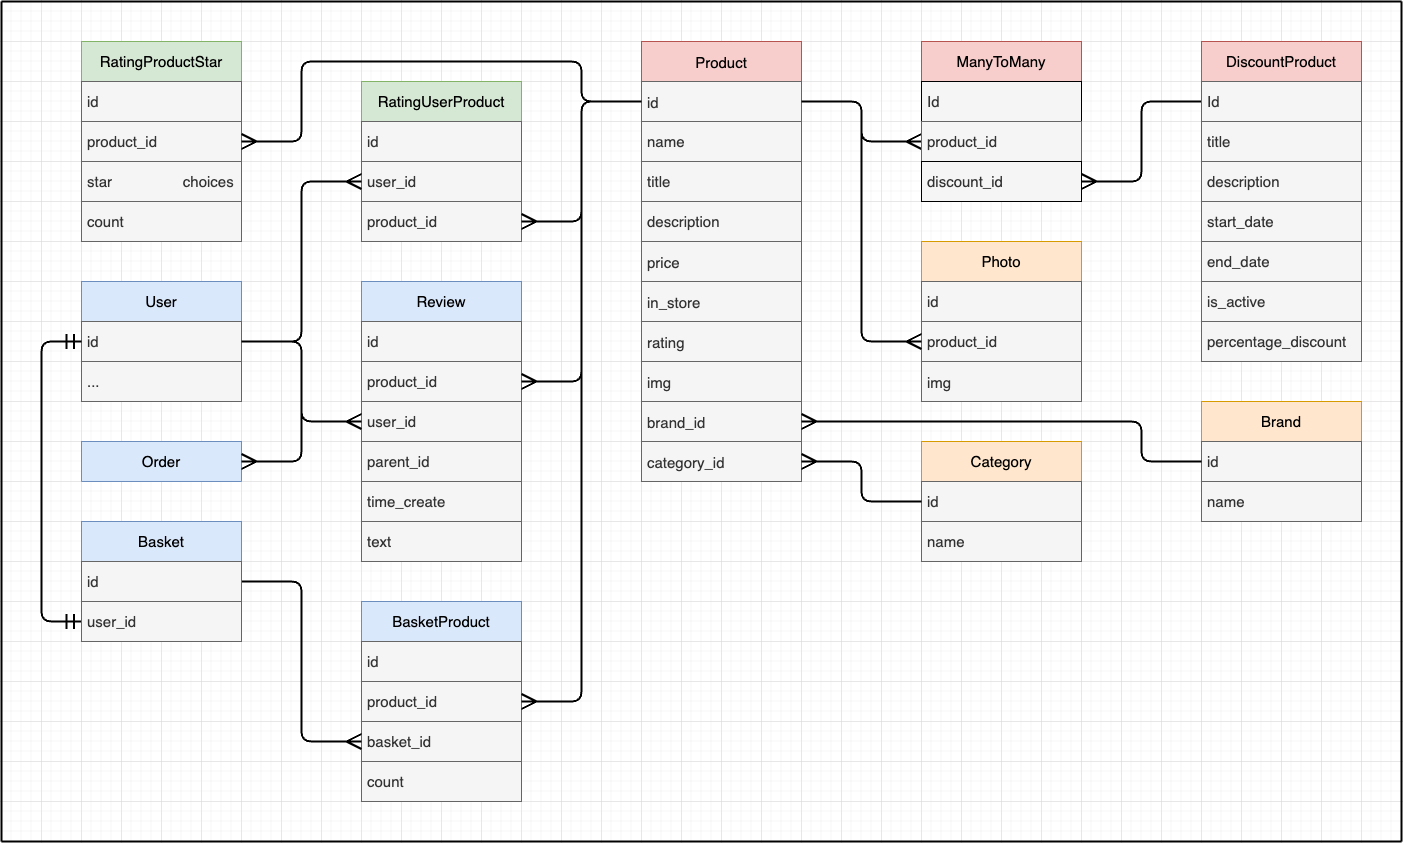 RatingProductStar
id
product_id
star choices
count
RatingUserProduct
id
user_id
product_id
User
id
...
Order
Basket
id
user_id
Review
id
product_id
user_id
parent_id
time_create
text
BasketProduct
id
product_id
basket_id
count
Product
id
name
title
description
price
in_store
rating
img
brand_id
category_id
ManyToMany
Id
product_id
discount_id
Photo
id
product_id
img
Category
id
name
DiscountProduct
Id
title
description
start_date
end_date
is_active
percentage_discount
Brand
id
name